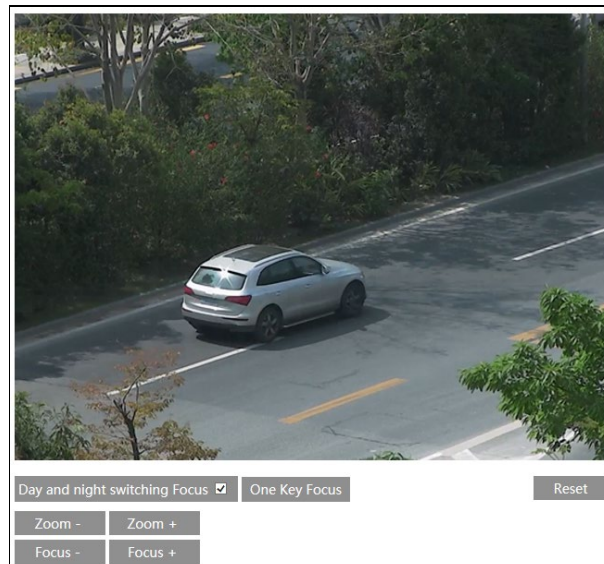 Day and night switching Focus One Key Focus Reset
Zoom - Zoom +
Focus - Focus +